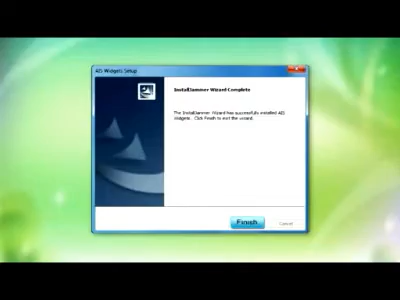 AIS Widgets Setup
InstallJammer Wizard Complete
The InstallJammer Wizard has successfully installed AIS
Widgets. Click Finish to exit the wizard.
Finish
Cancel